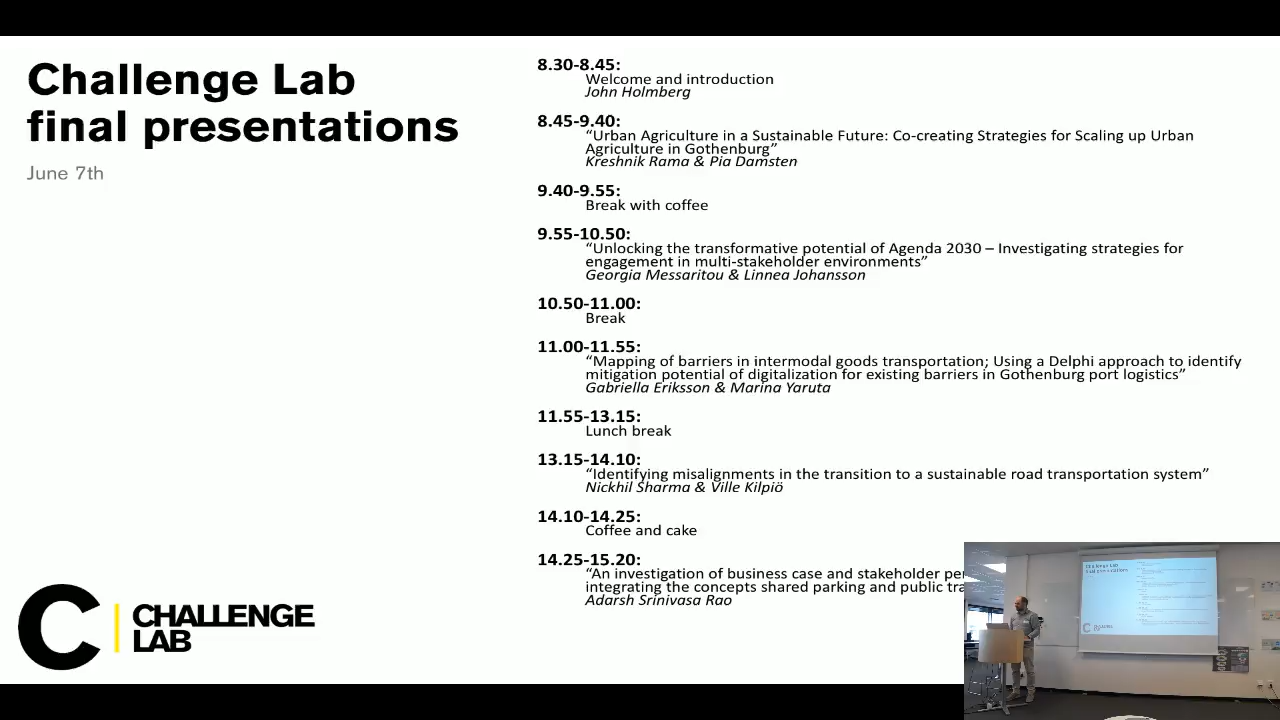 Challenge Lab
final presentations
June 7th
8.30-8.45:
Welcome and introduction
John Holmberg
8.45-9.40:
“Urban Agriculture in a Sustainable Future: Co-creating Strategies for Scaling up Urban
Agriculture in Gothenburg”
Kreshnik Rama & Pia Damsten
9.40-9.55:
Break with coffee
9.55-10.50:
“Unlocking the transformative potential of Agenda 2030 – Investigating strategies for
engagement in multi-stakeholder environments”
Georgia Messaritou & Linnea Johansson
10.50-11.00:
Break
11.00-11.55:
“Mapping of barriers in intermodal goods transportation; Using a Delphi approach to identify
mitigation potential of digitalization for existing barriers in Gothenburg port logistics”
Gabriella Eriksson & Marina Yaruta
11.55-13.15:
Lunch break
13.15-14.10:
“Identifying misalignments in the transition to a sustainable road transportation system”
Nickhil Sharma & Ville Kilpiö
14.10-14.25:
Coffee and cake
14.25-15.20:
“An investigation of business case and stakeholder
integrating the concepts shared parking and public
Adarsh Srinivasa Rao
C CHALLENGE
LAB
Challenge Lab
final presentations